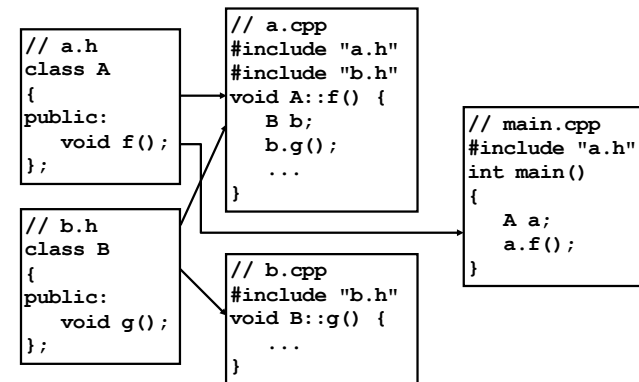 // a.h
class A
{
public:
   void f();
};
// b.h
class B
{
public:
   void g();
};
// a.cpp
#include "a.h"
#include "b.h"
void A::f() {
   B b;
   b.g();
   ...
}
// b.cpp
#include "b.h"
void B::g() {
   ...
}
// main.cpp
#include "a.h"
int main()
{
   A a;
   a.f();
}